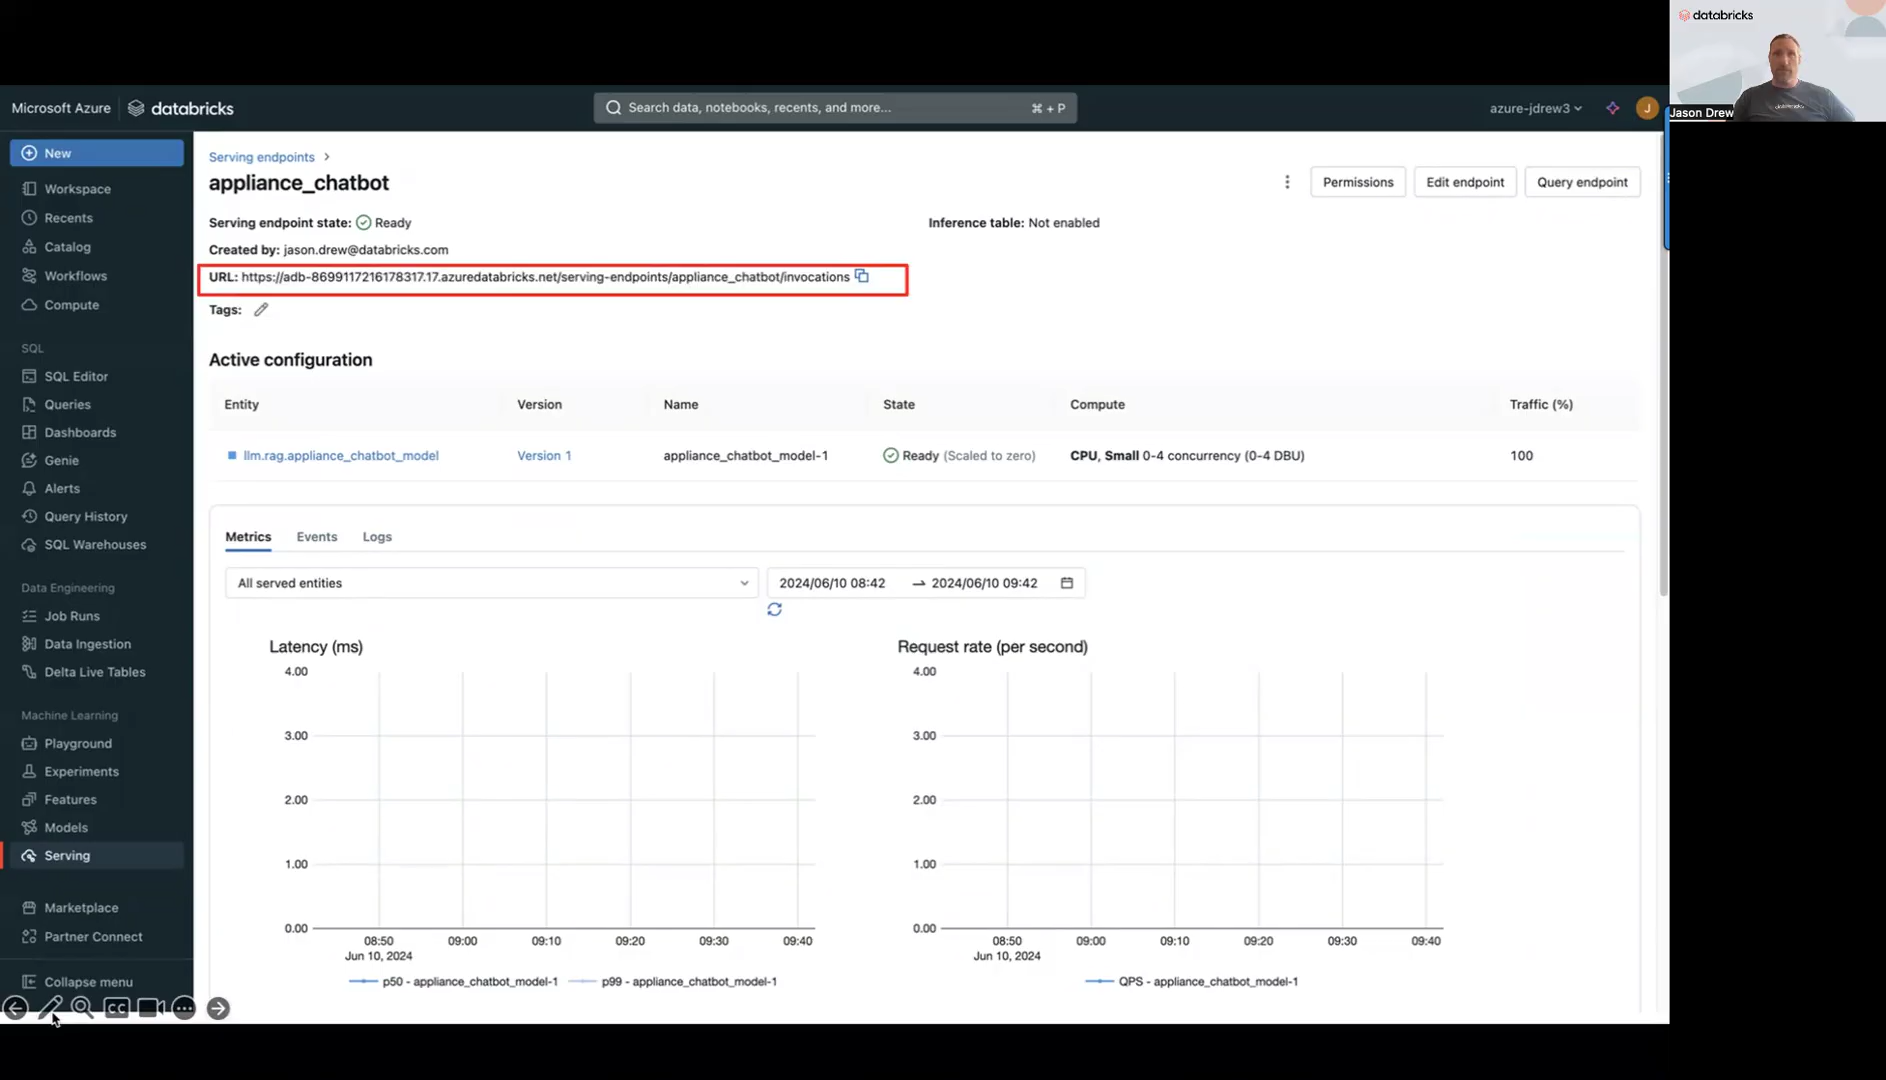 databricks
Jason Drew
Microsoft Azure databricks
Search data, notebooks, recents, and more... ⌘ + P
azure-jdrew3
J
New
Workspace
Recents
Catalog
Workflows
Compute
SQL
SQL Editor
Queries
Dashboards
Genie
Alerts
Query History
SQL Warehouses
Data Engineering
Job Runs
Data Ingestion
Delta Live Tables
Machine Learning
Playground
Experiments
Features
Models
Serving
Marketplace
Partner Connect
Collapse menu
CC
Serving endpoints >
appliance_chatbot
Permissions Edit endpoint Query endpoint
Serving endpoint state: Ready
Inference table: Not enabled
Created by: jason.drew@databricks.com
URL: https://adb-8699117216178317.17.azuredatabricks.net/serving-endpoints/appliance_chatbot/invocations
Tags:
Active configuration
Entity Version Name State Compute Traffic (%)
llm.rag.appliance_chatbot_model Version 1 appliance_chatbot_model-1 Ready (Scaled to zero) CPU, Small 0-4 concurrency (0-4 DBU) 100
Metrics Events Logs
All served entities
2024/06/10 08:42 → 2024/06/10 09:42
Latency (ms)
4.00
3.00
2.00
1.00
0.00
08:50 09:00 09:10 09:20 09:30 09:40
Jun 10, 2024
p50 - appliance_chatbot_model-1 p99 - appliance_chatbot_model-1
Request rate (per second)
4.00
3.00
2.00
1.00
0.00
08:50 09:00 09:10 09:20 09:30 09:40
Jun 10, 2024
QPS - appliance_chatbot_model-1